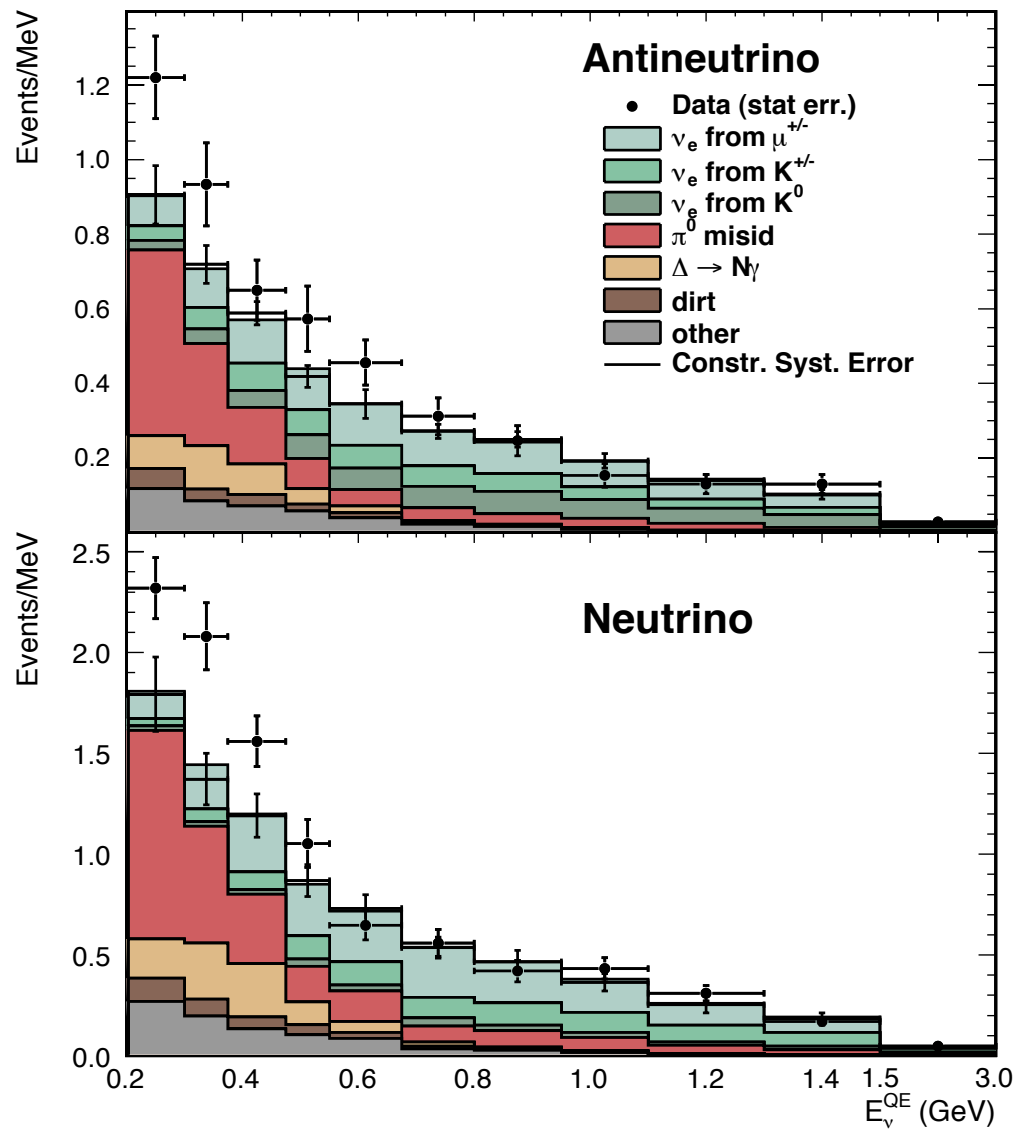 Events/MeV
1.2
1.0
0.8
0.6
0.4
0.2
Antineutrino
Data (stat err.)
νe from μ+/-
νe from K+/-
νe from K0
π0 misid
Δ → Nγ
dirt
other
Constr. Syst. Error
Events/MeV
2.5
2.0
1.5
1.0
0.5
0.0
Neutrino
0.2 0.4 0.6 0.8 1.0 1.2 1.4 1.5 3.0
EνQE (GeV)